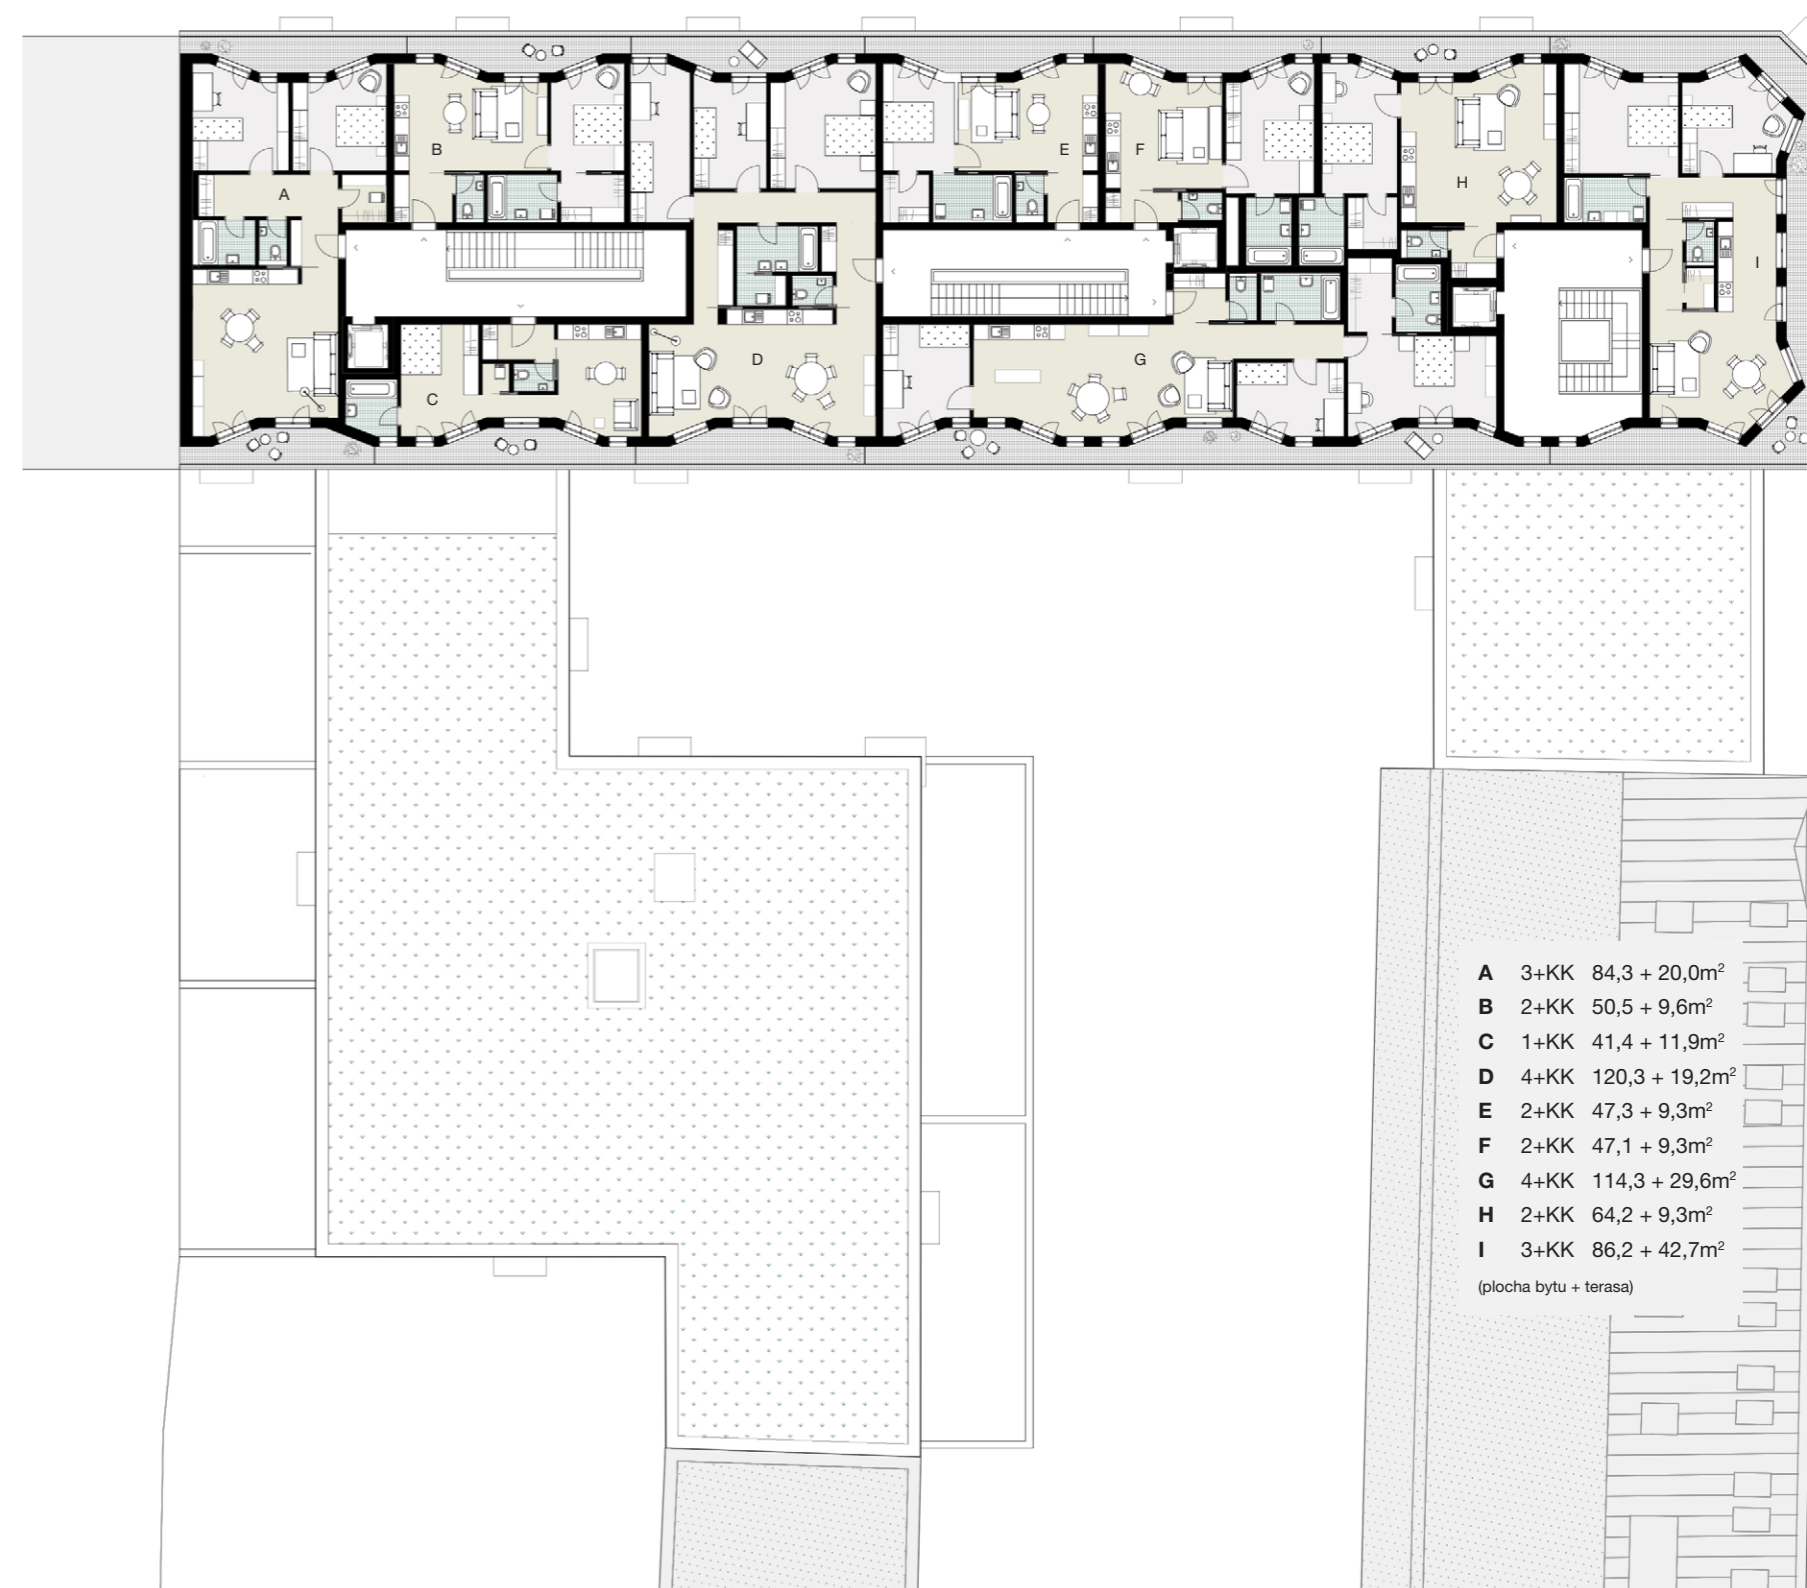 B
E
F
A
H
I
D
G
C
A 3+KK 84,3 + 20,0m²
B 2+KK 50,5 + 9,6m²
C 1+KK 41,4 + 11,9m²
D 4+KK 120,3 + 19,2m²
E 2+KK 47,3 + 9,3m²
F 2+KK 47,1 + 9,3m²
G 4+KK 114,3 + 29,6m²
H 2+KK 64,2 + 9,3m²
I 3+KK 86,2 + 42,7m²
(plocha bytu + terasa)